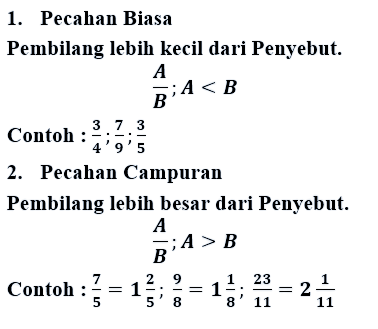 1. Pecahan Biasa
Pembilang lebih kecil dari Penyebut.
A/B ; A < B
Contoh : 3/4 ; 7/9 ; 3/5
2. Pecahan Campuran
Pembilang lebih besar dari Penyebut.
A/B ; A > B
Contoh : 7/5 = 1 2/5 ; 9/8 = 1 1/8 ; 23/11 = 2 1/11